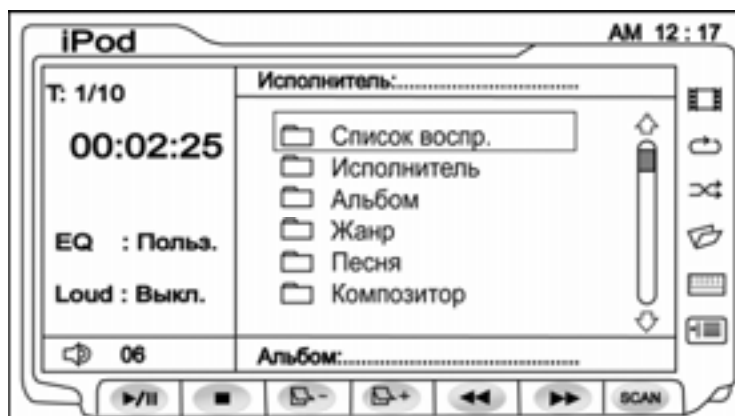 iPod
AM 12 : 17
T: 1/10
00:02:25
EQ : Польз.
Loud : Выкл.
06
Исполнитель:................................
Список воспр.
Исполнитель
Альбом
Жанр
Песня
Композитор
Альбом:..........................................
SCAN